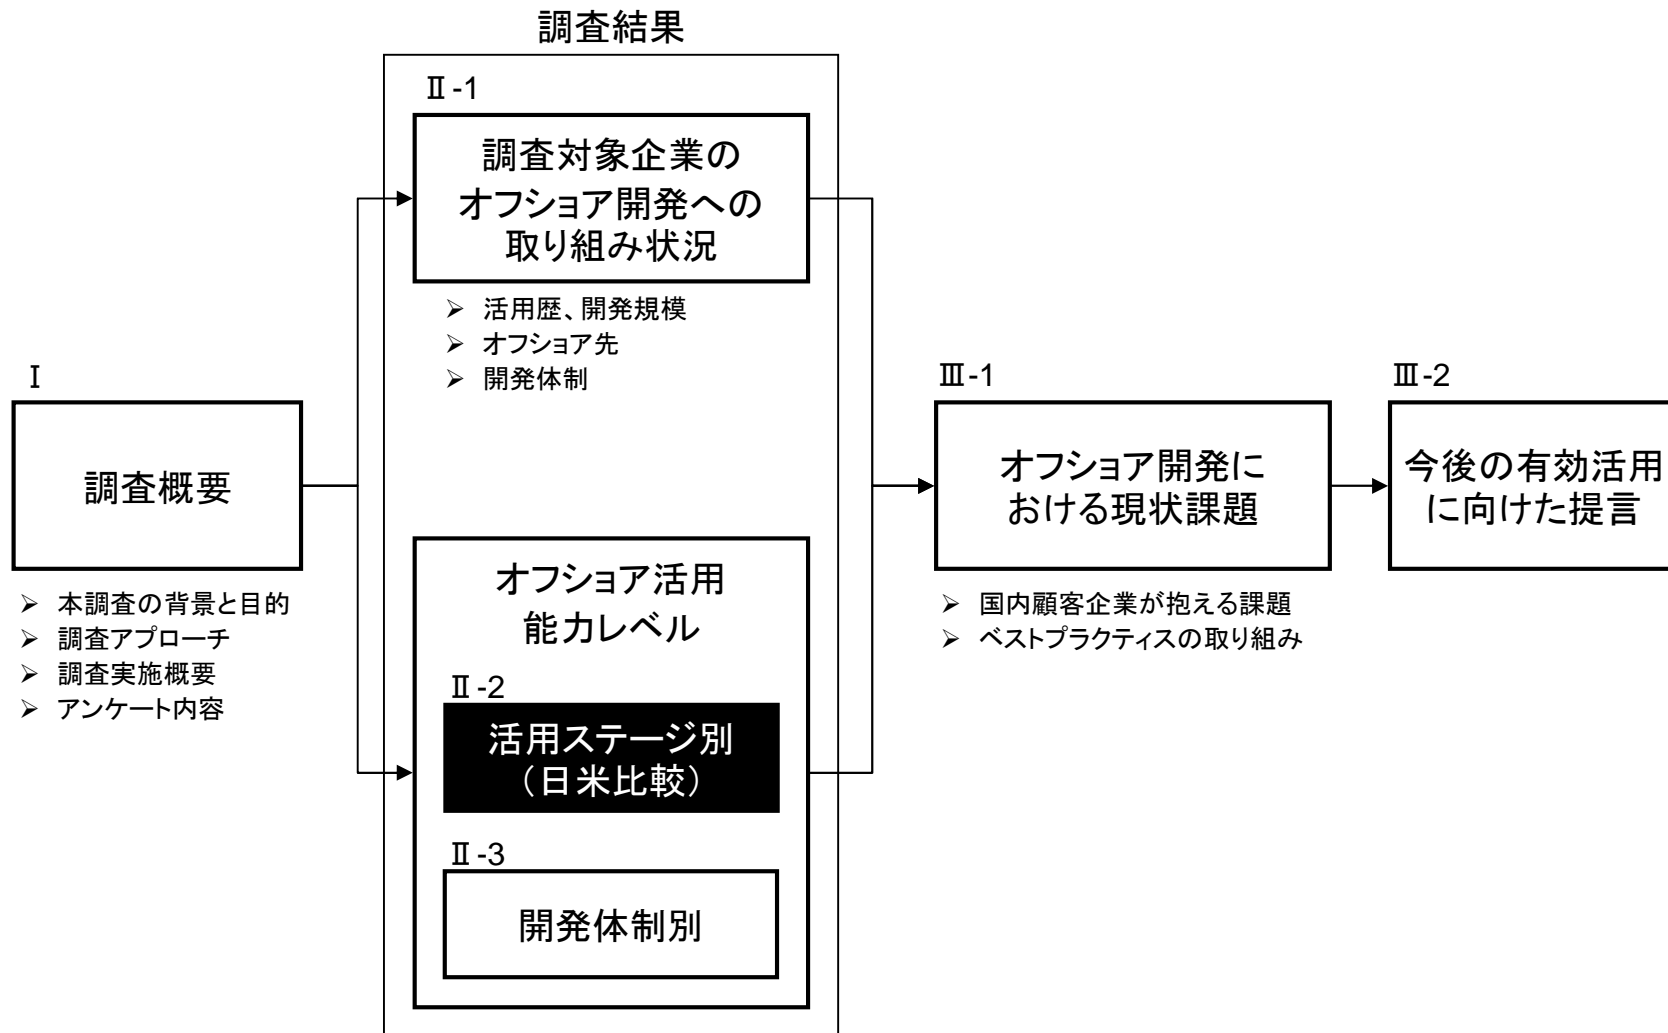 調査結果
Ⅰ
調査概要
➢ 本調査の背景と目的
➢ 調査アプローチ
➢ 調査実施概要
➢ アンケート内容
Ⅱ-1
調査対象企業の
オフショア開発への
取り組み状況
➢ 活用歴、開発規模
➢ オフショア先
➢ 開発体制
オフショア活用
能力レベル
Ⅱ-2
活用ステージ別
(日米比較)
Ⅱ-3
開発体制別
Ⅲ-1
オフショア開発に
おける現状課題
➢ 国内顧客企業が抱える課題
➢ ベストプラクティスの取り組み
Ⅲ-2
今後の有効活用
に向けた提言